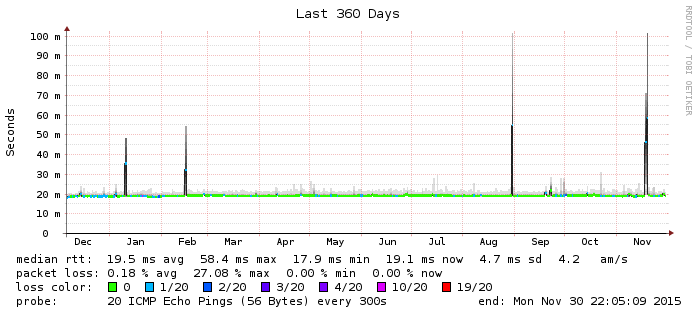 Last 360 Days
RRDTOOL / TOBI OETIKER
Seconds
100 m
90 m
80 m
70 m
60 m
50 m
40 m
30 m
20 m
10 m
0
Dec Jan Feb Mar Apr May Jun Jul Aug Sep Oct Nov
median rtt: 19.5 ms avg 58.4 ms max 17.9 ms min 19.1 ms now 4.7 ms sd 4.2 am/s
packet loss: 0.18 % avg 27.08 % max 0.00 % min 0.00 % now
loss color: 0 1/20 2/20 3/20 4/20 10/20 19/20
probe: 20 ICMP Echo Pings (56 Bytes) every 300s end: Mon Nov 30 22:05:09 2015